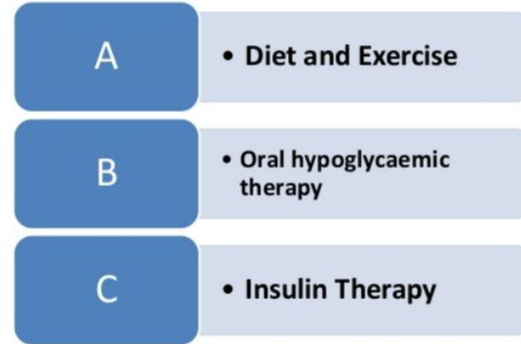 A
• Diet and Exercise
B
• Oral hypoglycaemic
therapy
C
• Insulin Therapy